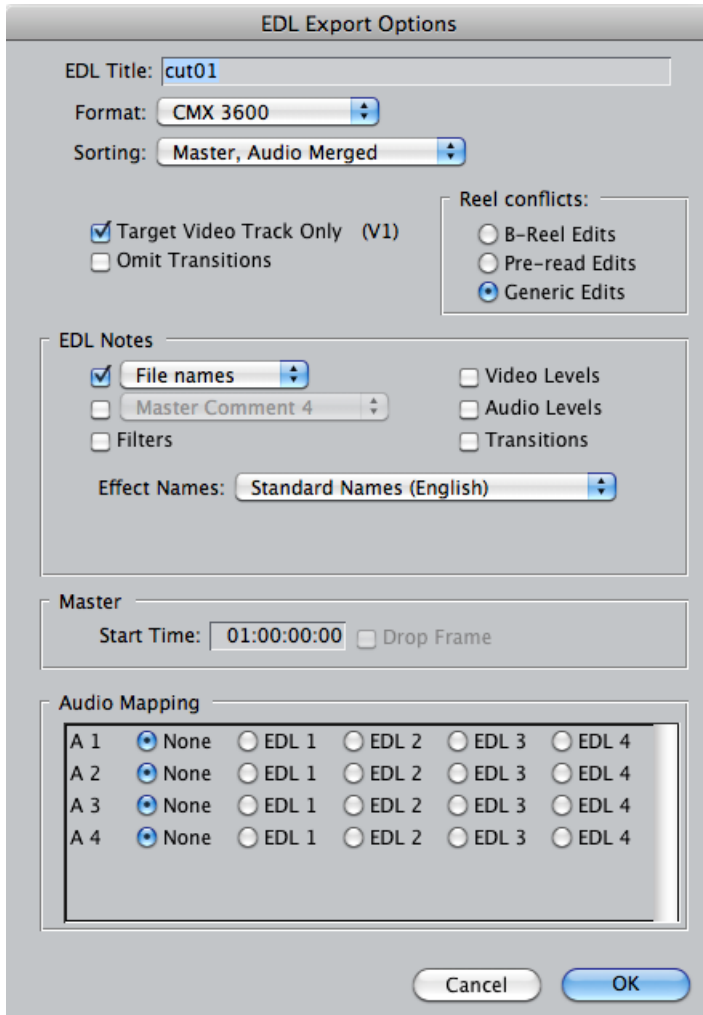 EDL Export Options
EDL Title: cut01
Format: CMX 3600
Sorting: Master, Audio Merged
Target Video Track Only (V1)
Omit Transitions
Reel conflicts:
B-Reel Edits
Pre-read Edits
Generic Edits
EDL Notes
File names
Master Comment 4
Filters
Video Levels
Audio Levels
Transitions
Effect Names: Standard Names (English)
Master
Start Time: 01:00:00:00 Drop Frame
Audio Mapping
A 1 None EDL 1 EDL 2 EDL 3 EDL 4
A 2 None EDL 1 EDL 2 EDL 3 EDL 4
A 3 None EDL 1 EDL 2 EDL 3 EDL 4
A 4 None EDL 1 EDL 2 EDL 3 EDL 4
Cancel OK